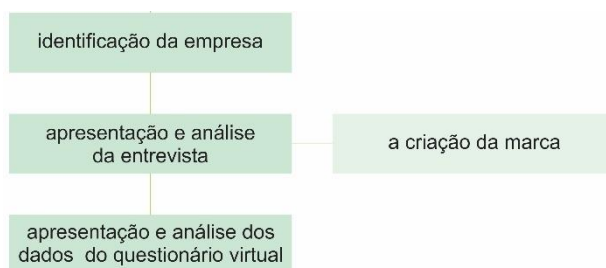 identificação da empresa
apresentação e análise
da entrevista
a criação da marca
apresentação e análise dos
dados do questionário virtual